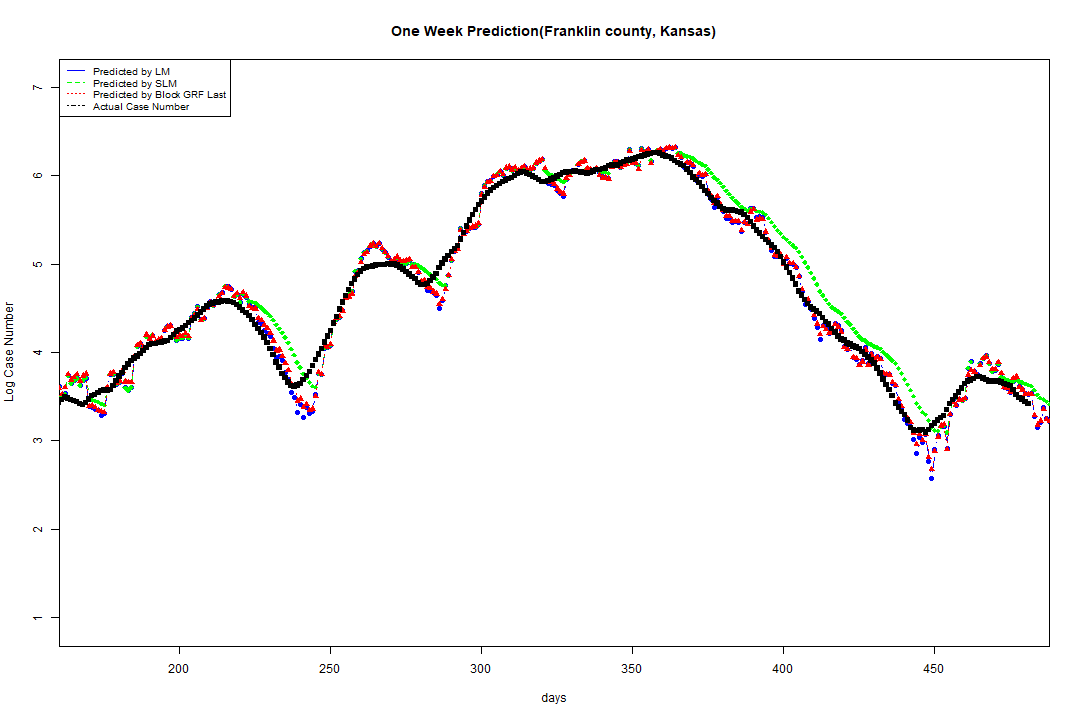 One Week Prediction(Franklin county, Kansas)
Predicted by LM
Predicted by SLM
Predicted by Block GRF Last
Actual Case Number
7
6
5
4
3
2
1
Log Case Number
200 250 300 350 400 450
days